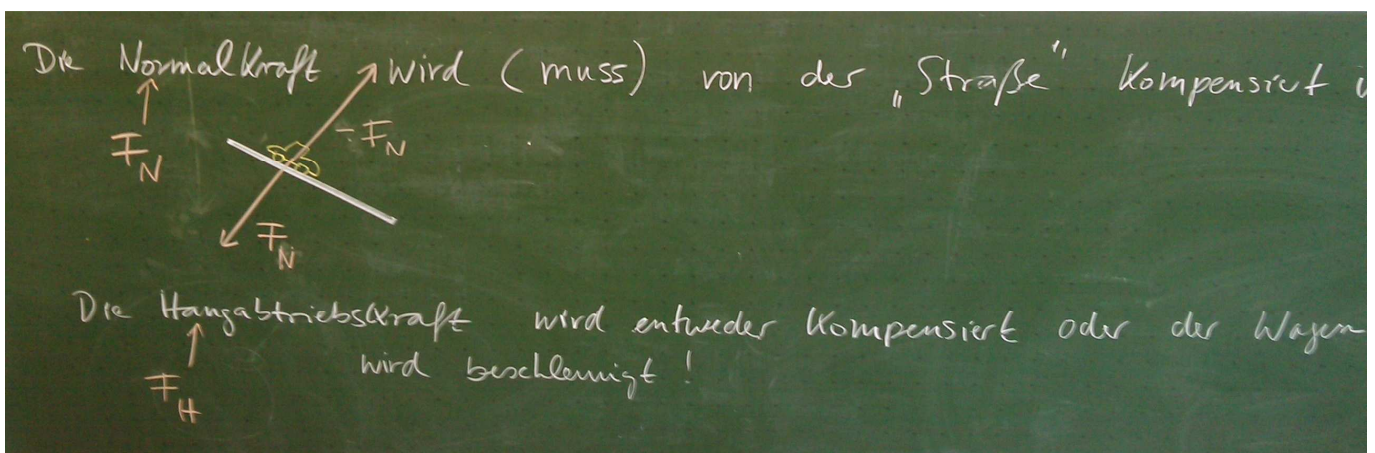 Die Normalkraft wird (muss) von der „Straße“ kompensiert
F_N
-F_N
F_N
Die Hangabtriebskraft wird entweder kompensiert oder der Wagen
wird beschleunigt!
F_H